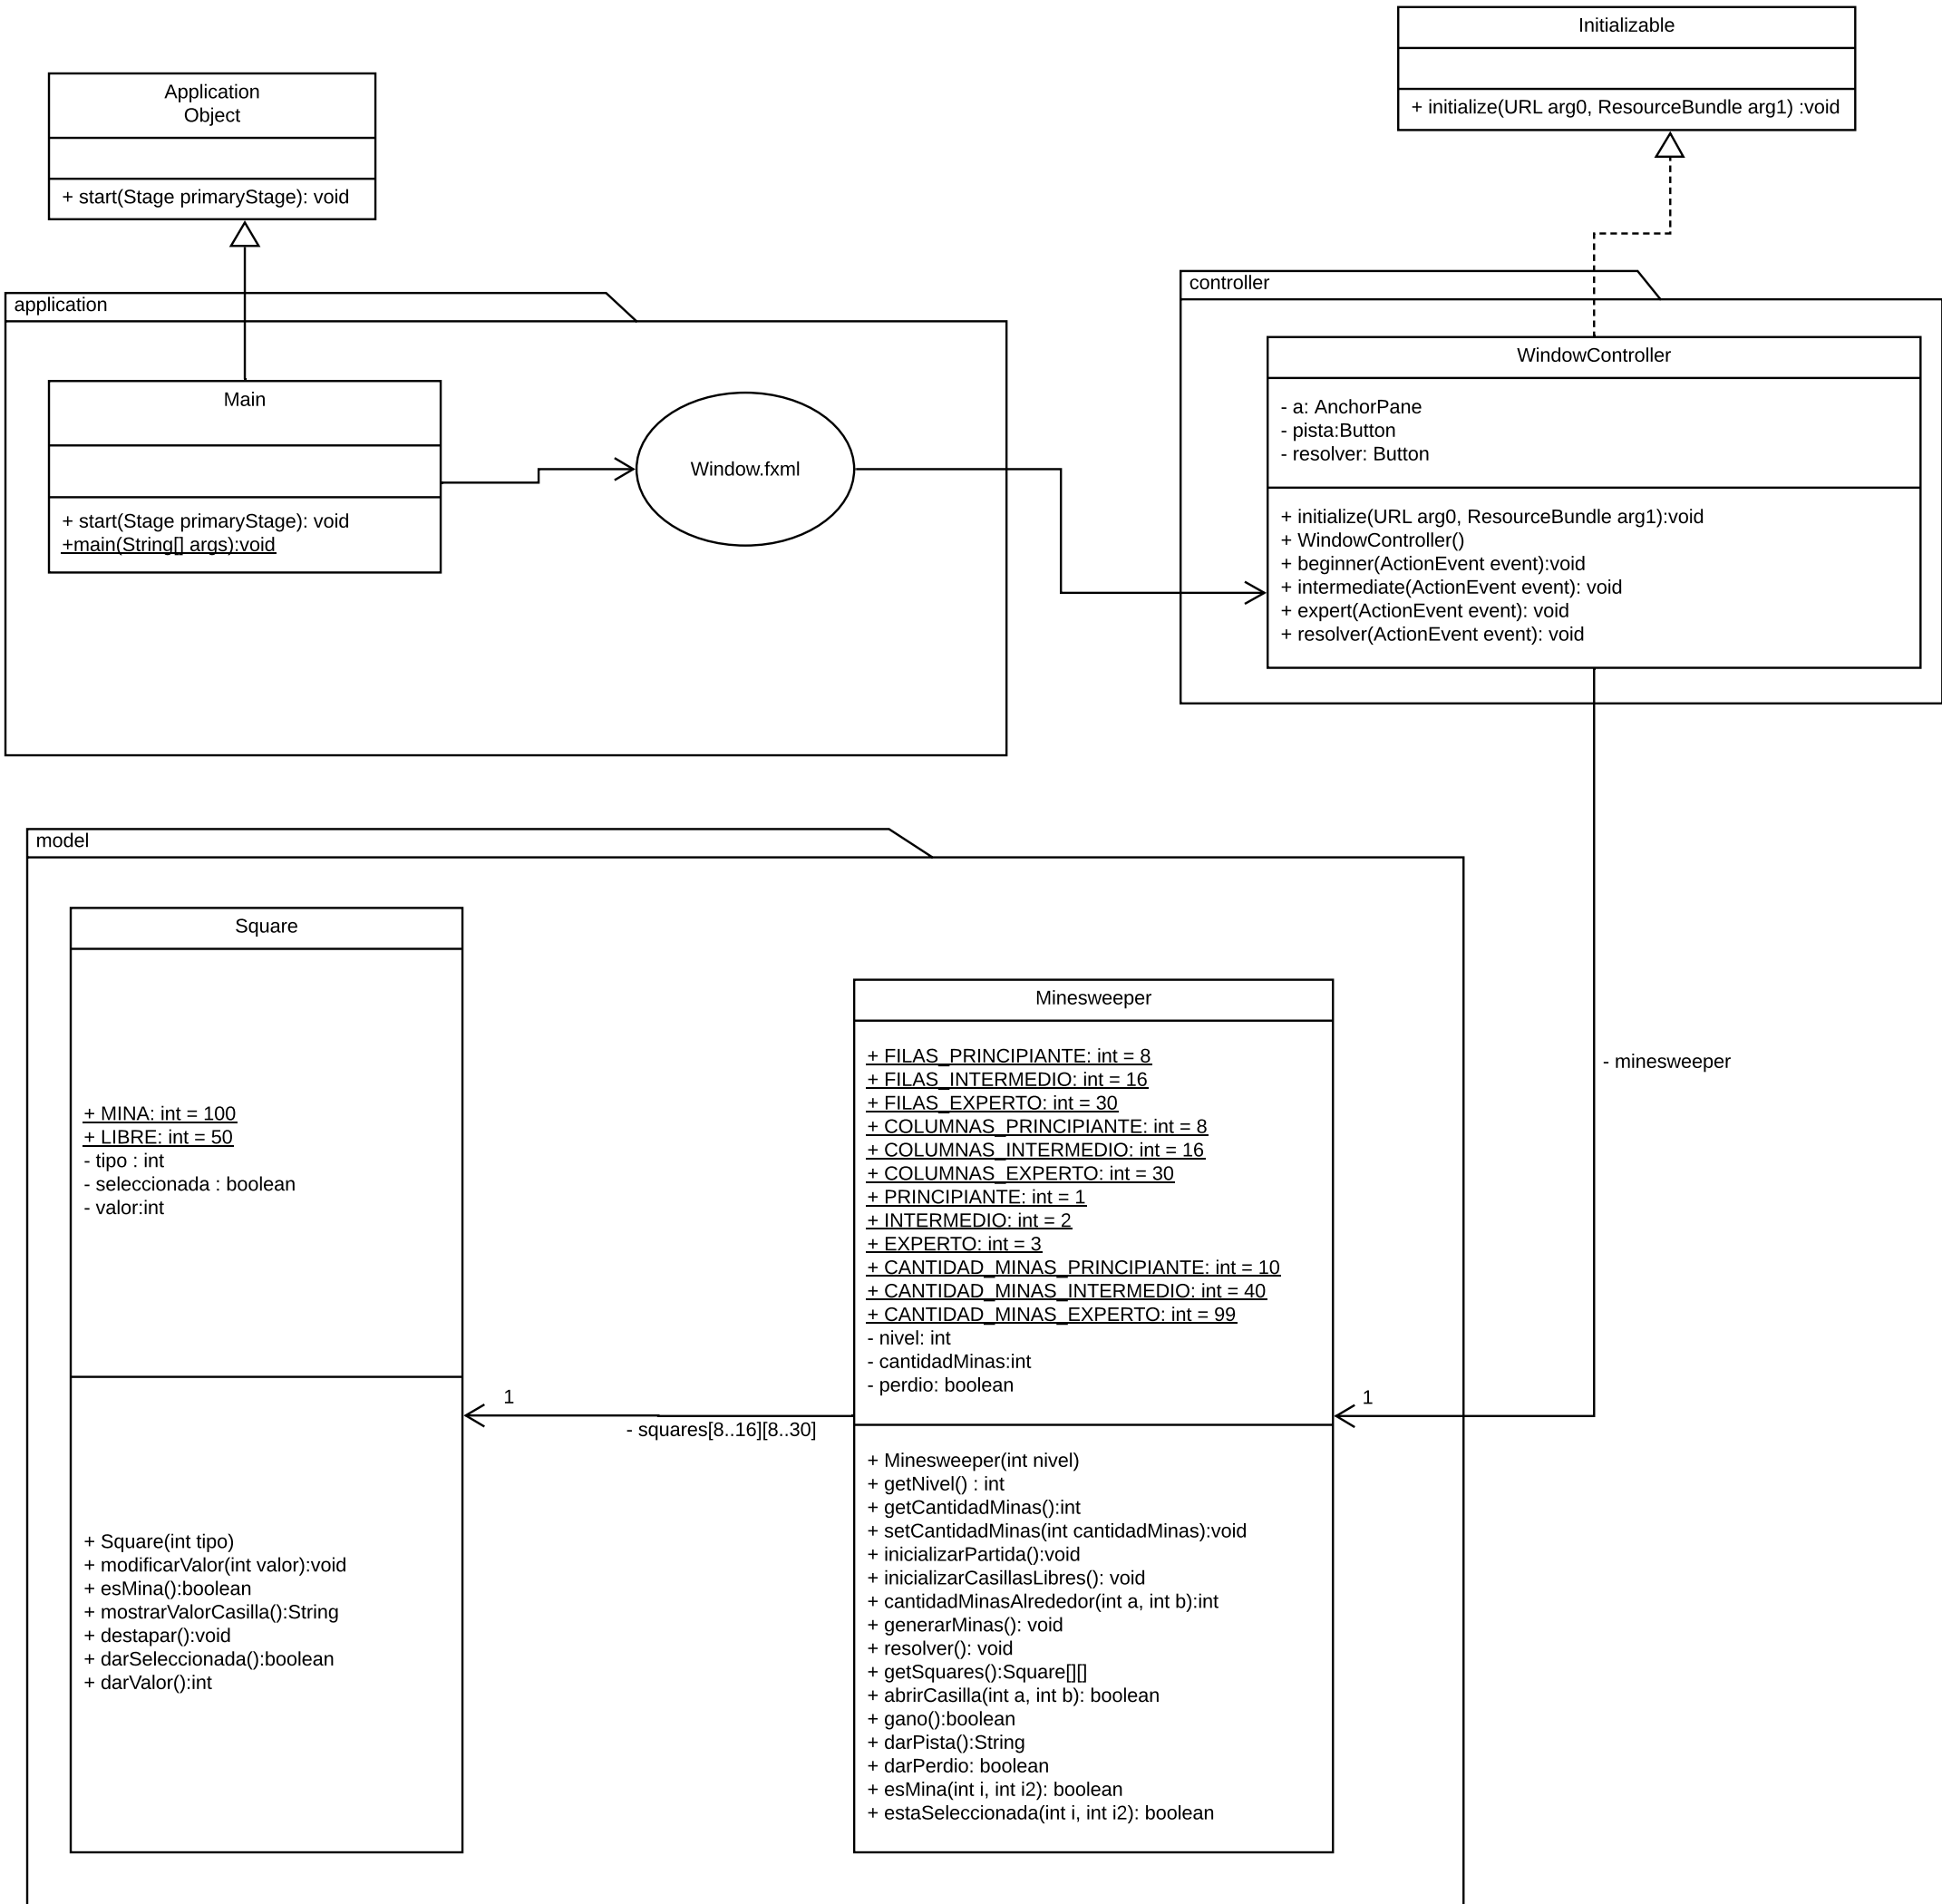 Initializable
+ initialize(URL arg0, ResourceBundle arg1) :void
Application
Object
+ start(Stage primaryStage): void
application
Main
+ start(Stage primaryStage): void
+main(String[] args):void
Window.fxml
controller
WindowController
- a: AnchorPane
- pista:Button
- resolver: Button
+ initialize(URL arg0, ResourceBundle arg1):void
+ WindowController()
+ beginner(ActionEvent event):void
+ intermediate(ActionEvent event): void
+ expert(ActionEvent event): void
+ resolver(ActionEvent event): void
- minesweeper
1
model
Square
+ MINA: int = 100
+ LIBRE: int = 50
- tipo : int
- seleccionada : boolean
- valor:int
+ Square(int tipo)
+ modificarValor(int valor):void
+ esMina():boolean
+ mostrarValorCasilla():String
+ destapar():void
+ darSeleccionada():boolean
+ darValor():int
1
- squares[8..16][8..30]
Minesweeper
+ FILAS_PRINCIPIANTE: int = 8
+ FILAS_INTERMEDIO: int = 16
+ FILAS_EXPERTO: int = 30
+ COLUMNAS_PRINCIPIANTE: int = 8
+ COLUMNAS_INTERMEDIO: int = 16
+ COLUMNAS_EXPERTO: int = 30
+ PRINCIPIANTE: int = 1
+ INTERMEDIO: int = 2
+ EXPERTO: int = 3
+ CANTIDAD_MINAS_PRINCIPIANTE: int = 10
+ CANTIDAD_MINAS_INTERMEDIO: int = 40
+ CANTIDAD_MINAS_EXPERTO: int = 99
- nivel: int
- cantidadMinas:int
- perdio: boolean
+ Minesweeper(int nivel)
+ getNivel() : int
+ getCantidadMinas():int
+ setCantidadMinas(int cantidadMinas):void
+ inicializarPartida():void
+ inicializarCasillasLibres(): void
+ cantidadMinasAlrededor(int a, int b):int
+ generarMinas(): void
+ resolver(): void
+ getSquares():Square[][]
+ abrirCasilla(int a, int b): boolean
+ gano():boolean
+ darPista():String
+ darPerdio: boolean
+ esMina(int i, int i2): boolean
+ estaSeleccionada(int i, int i2): boolean